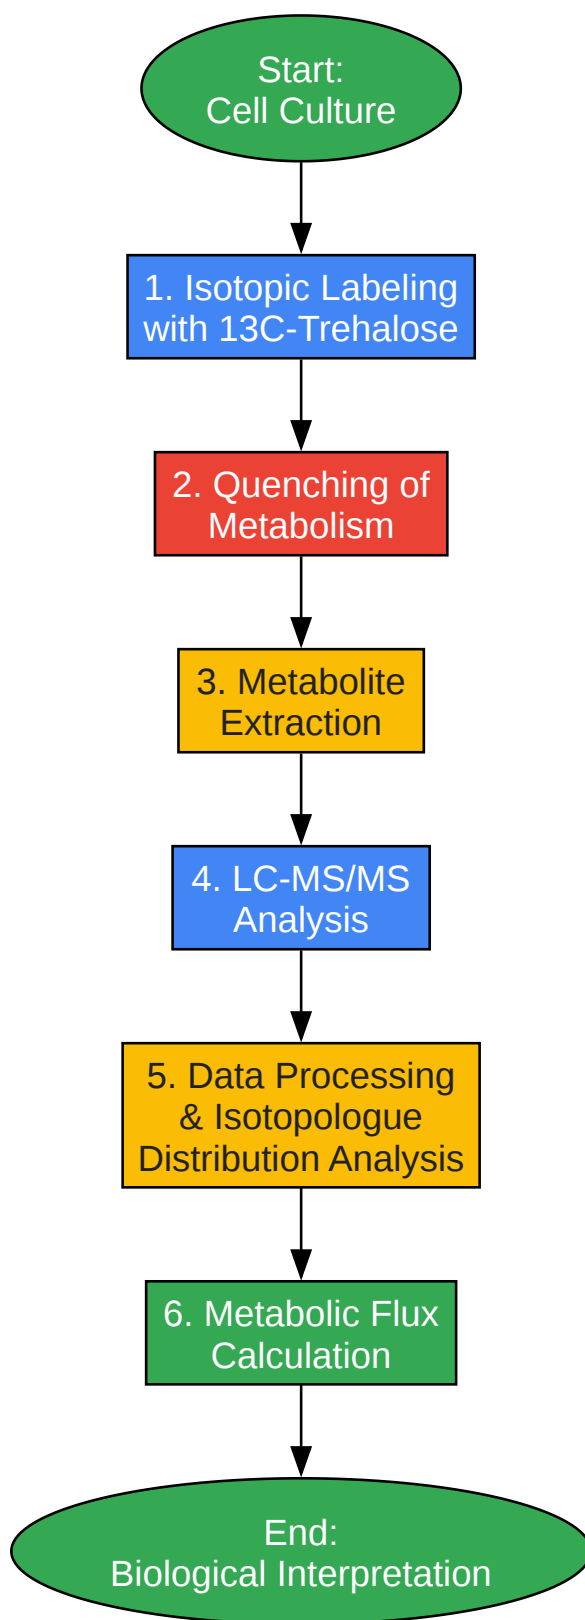 Start:
Cell Culture
1. Isotopic Labeling
with 13C-Trehalose
2. Quenching of
Metabolism
3. Metabolite
Extraction
4. LC-MS/MS
Analysis
5. Data Processing
& Isotopologue
Distribution Analysis
6. Metabolic Flux
Calculation
End:
Biological Interpretation